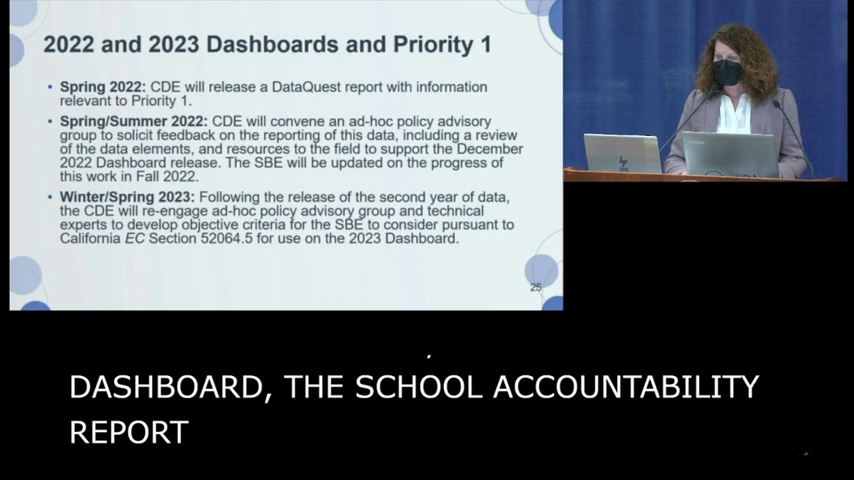 2022 and 2023 Dashboards and Priority 1
• Spring 2022: CDE will release a DataQuest report with information
relevant to Priority 1.
• Spring/Summer 2022: CDE will convene an ad-hoc policy advisory
group to solicit feedback on the reporting of this data, including a review
of the data elements, and resources to the field to support the December
2022 Dashboard release. The SBE will be updated on the progress of
this work in Fall 2022.
• Winter/Spring 2023: Following the release of the second year of data,
the CDE will re-engage ad-hoc policy advisory group and technical
experts to develop objective criteria for the SBE to consider pursuant to
California EC Section 52064.5 for use on the 2023 Dashboard.
25
hp
DASHBOARD, THE SCHOOL ACCOUNTABILITY
REPORT